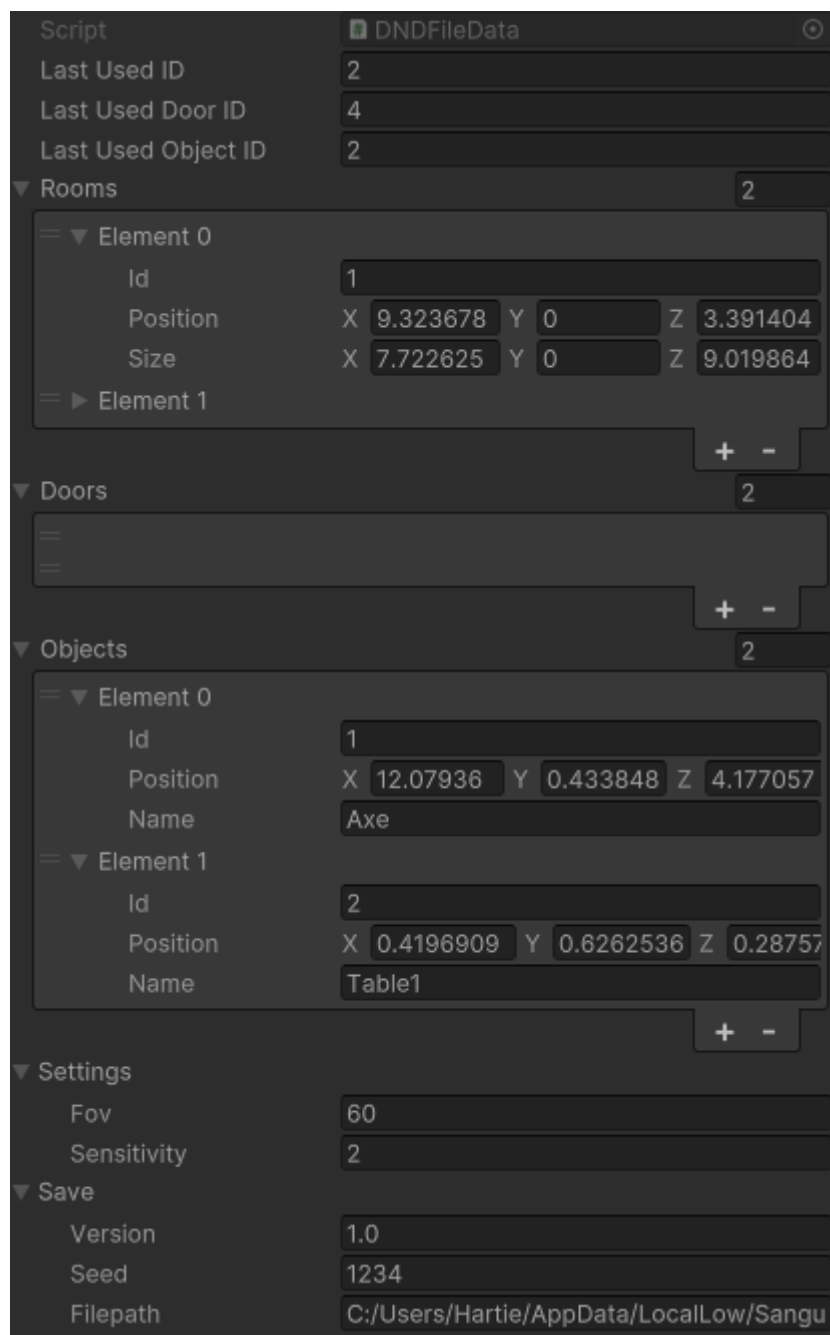 Script DNDFileData
Last Used ID 2
Last Used Door ID 4
Last Used Object ID 2
Rooms 2
Element 0
Id 1
Position X 9.323678 Y 0 Z 3.391404
Size X 7.722625 Y 0 Z 9.019864
Element 1
+ -
Doors 2
+ -
Objects 2
Element 0
Id 1
Position X 12.07936 Y 0.433848 Z 4.177057
Name Axe
Element 1
Id 2
Position X 0.4196909 Y 0.6262536 Z 0.28757
Name Table1
+ -
Settings
Fov 60
Sensitivity 2
Save
Version 1.0
Seed 1234
Filepath C:/Users/Hartie/AppData/LocalLow/Sangu